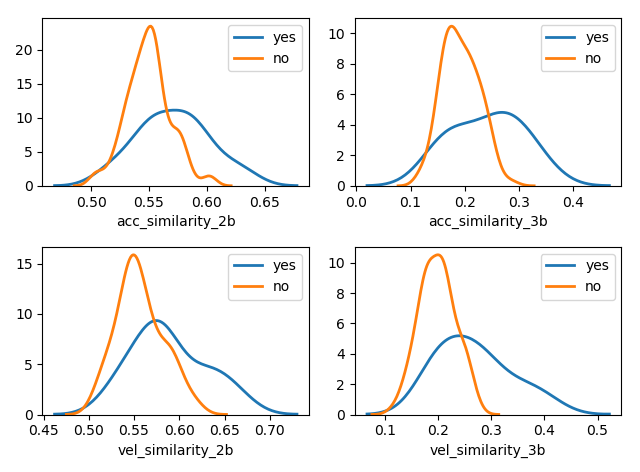 yes
no
20
15
10
5
0
0.50 0.55 0.60 0.65
acc_similarity_2b
yes
no
10
8
6
4
2
0
0.0 0.1 0.2 0.3 0.4
acc_similarity_3b
yes
no
15
10
5
0
0.45 0.50 0.55 0.60 0.65 0.70
vel_similarity_2b
yes
no
10
8
6
4
2
0
0.1 0.2 0.3 0.4 0.5
vel_similarity_3b